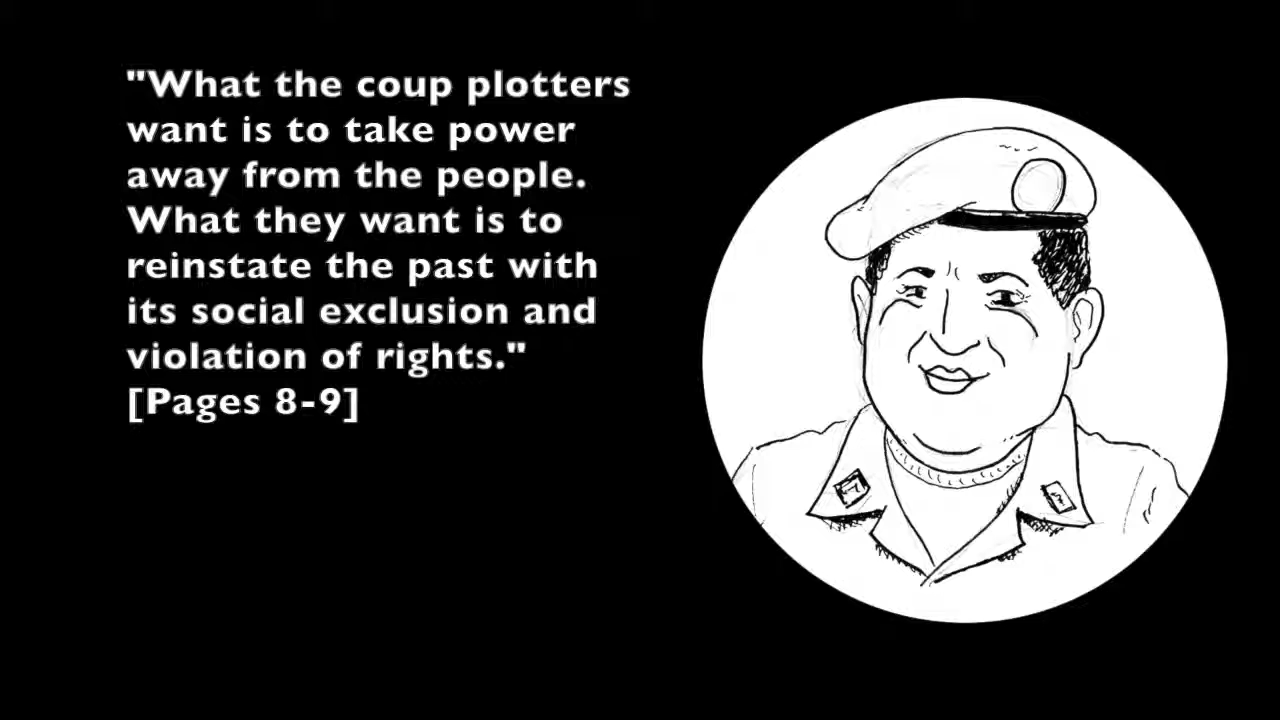 "What the coup plotters
want is to take power
away from the people.
What they want is to
reinstate the past with
its social exclusion and
violation of rights."
[Pages 8-9]